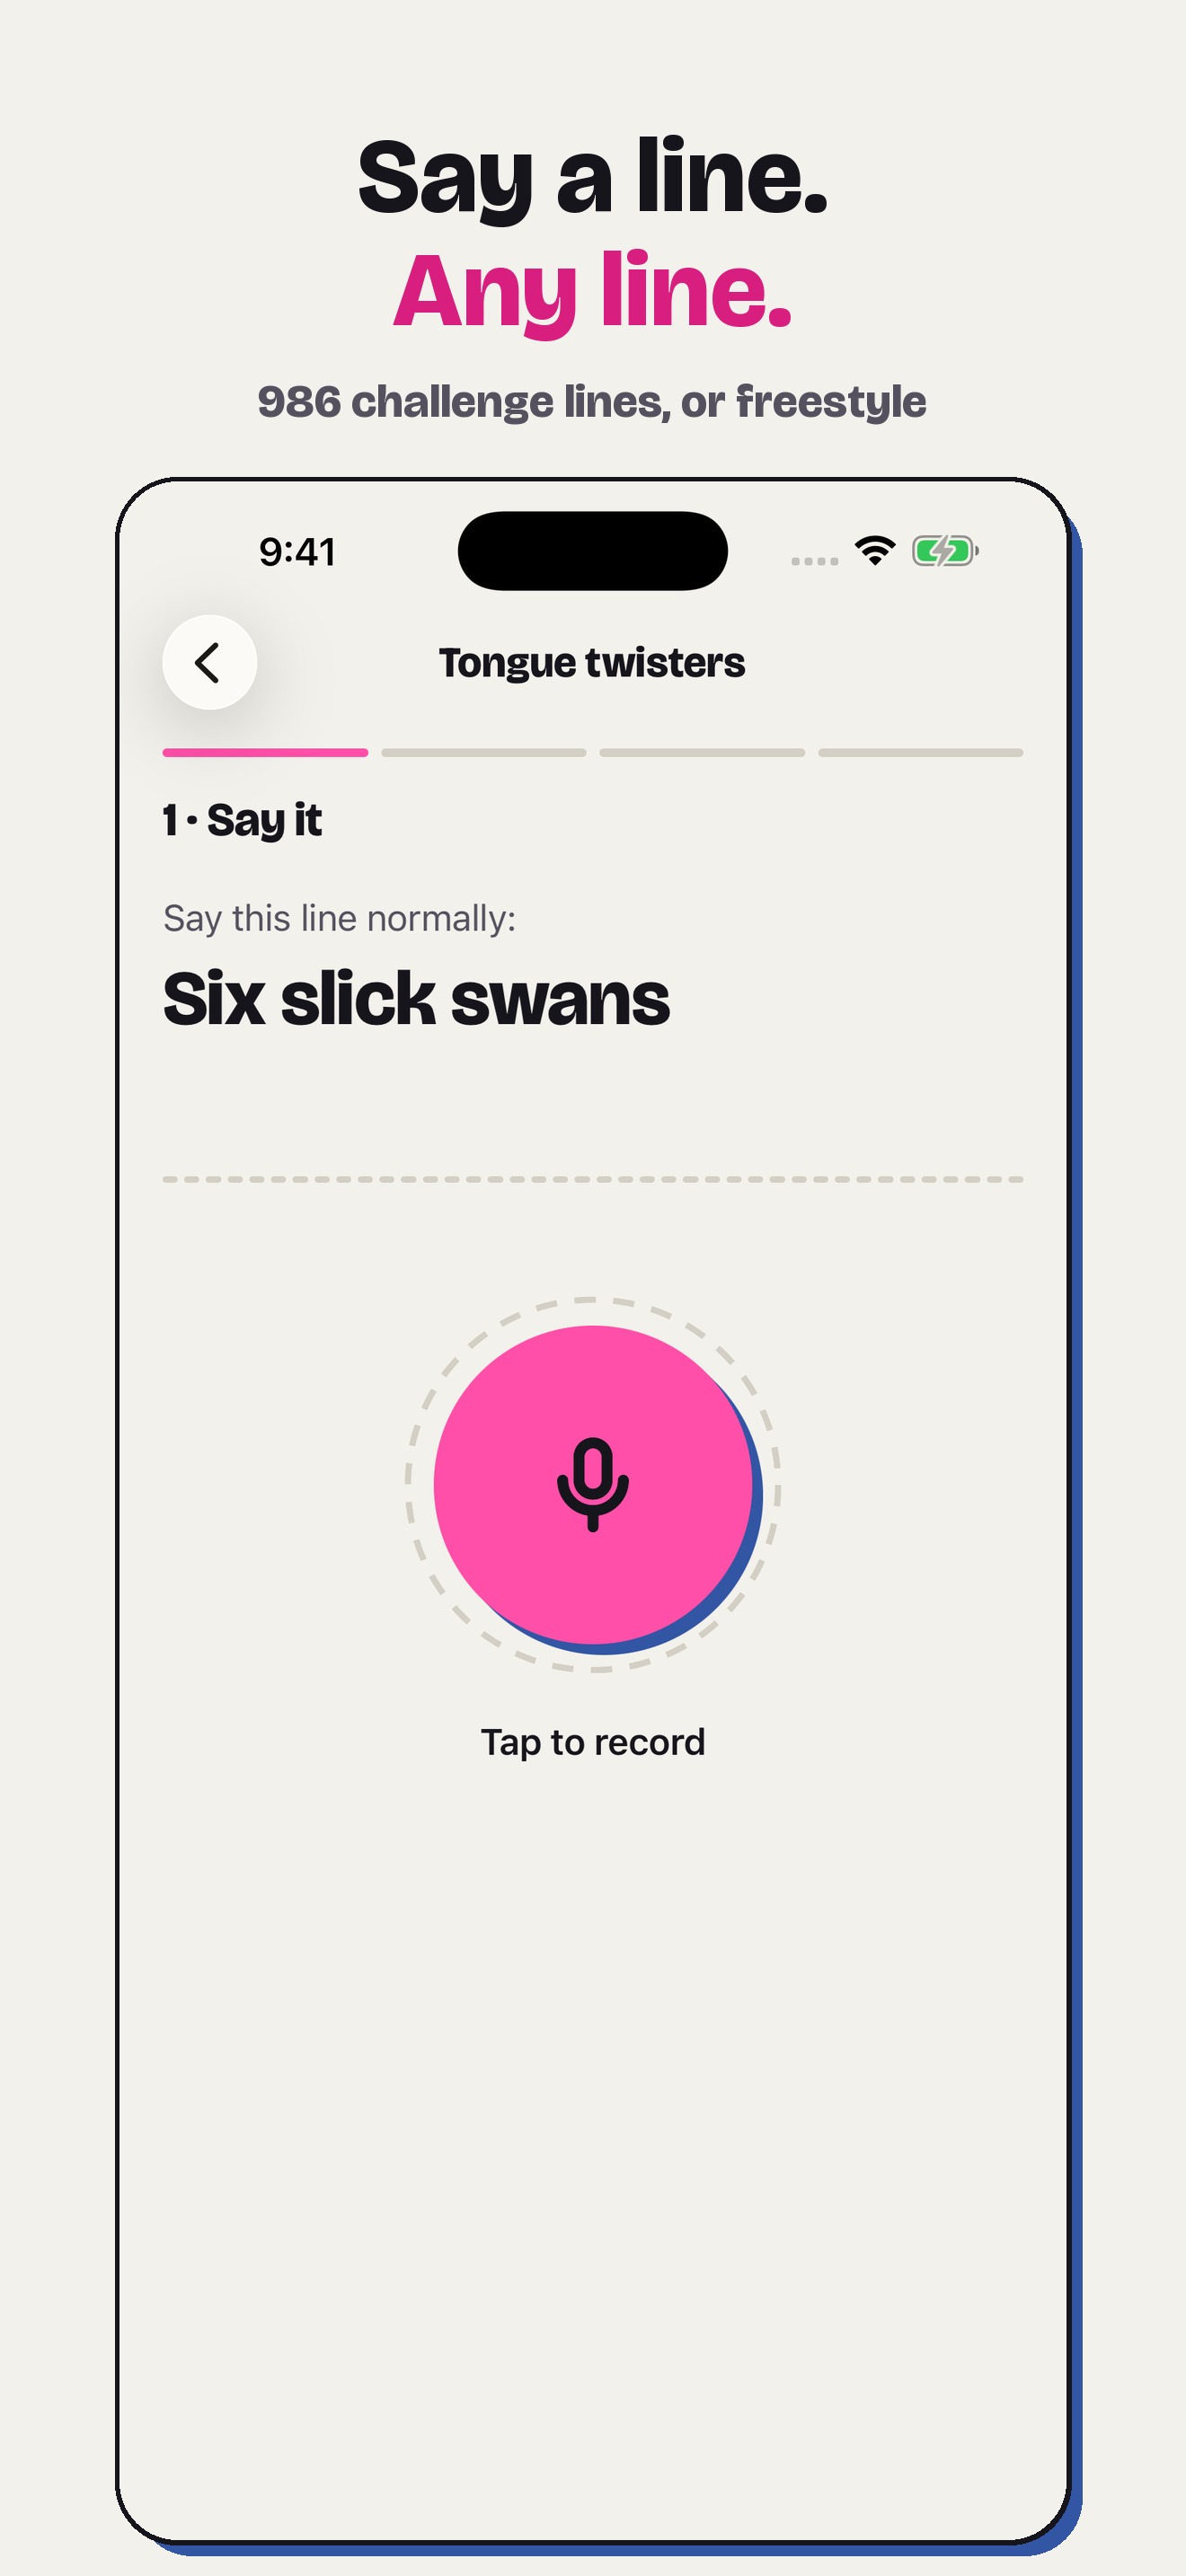 Say a line.
Any line.
986 challenge lines, or freestyle
9:41
Tongue twisters
1 · Say it
Say this line normally:
Six slick swans
Tap to record